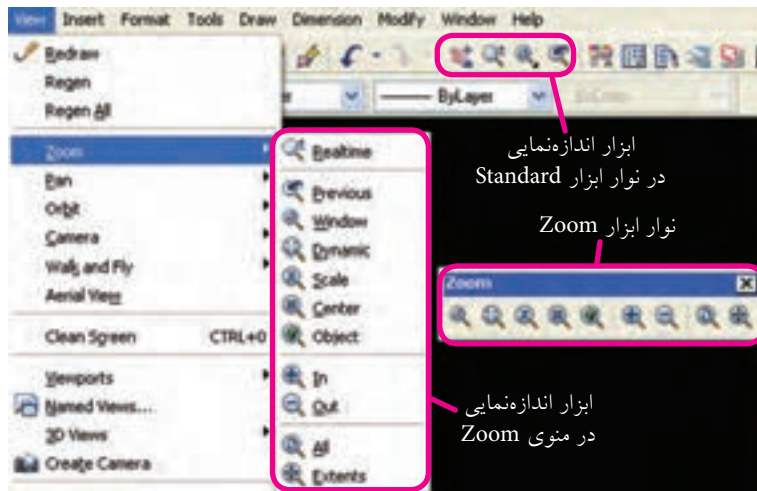 View Insert Format Tools Draw Dimension Modify Window Help
Redraw
Regen
Regen All
Zoom
Pan
Orbit
Camera
Walk and Fly
Aerial View
Clean Screen CTRL+0
Viewports
Named Views...
3D Views
Create Camera
Realtime
Previous
Window
Dynamic
Scale
Center
Object
In
Out
All
Extents
ByLayer
ابزار اندازه‌نمایی
در نوار ابزار Standard
نوار ابزار Zoom
Zoom
ابزار اندازه‌نمایی
در منوی Zoom